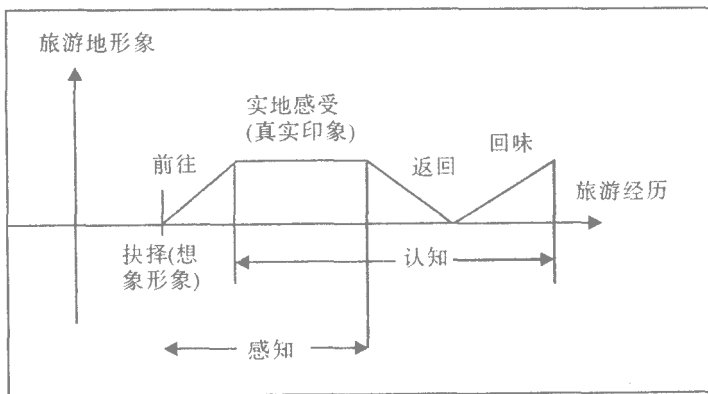 旅游地形象
实地感受
(真实印象)
前往
返回
回味
旅游经历
抉择(想
象形象)
认知
感知